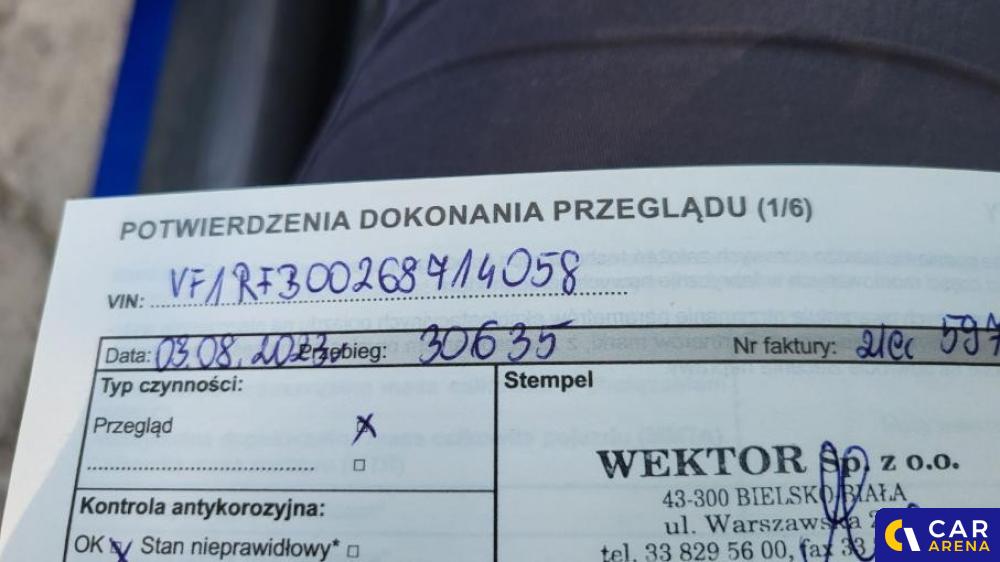 POTWIERDZENIA DOKONANIA PRZEGLĄDU (1/6)
VIN: VF1RF300268714058
Data: 03.08.2023 Przebieg: 30635 Nr faktury: 591
Typ czynności:
Stempel
Przegląd
WEKTOR Sp. z o.o.
43-300 BIELSKO-BIAŁA
Kontrola antykorozyjna:
ul. Warszawska
OK Stan nieprawidłowy*
tel. 33 829 56 00, fax 33
CAR
ARENA